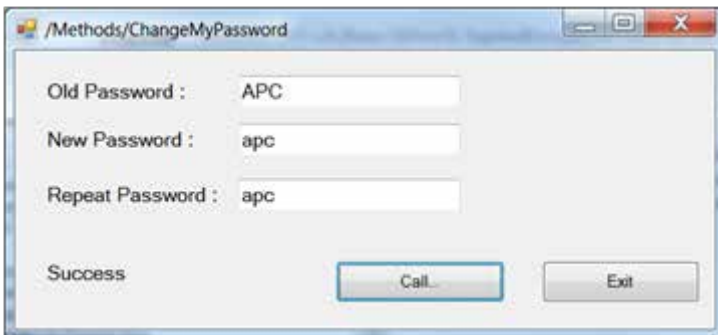 /Methods/ChangeMyPassword
Old Password : APC
New Password : apc
Repeat Password : apc
Success Call... Exit